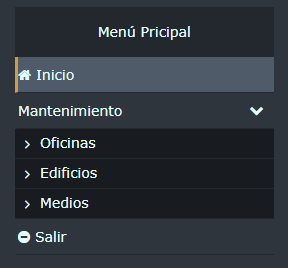 Menú Pricipal
Inicio
Mantenimiento
Oficinas
Edificios
Medios
Salir